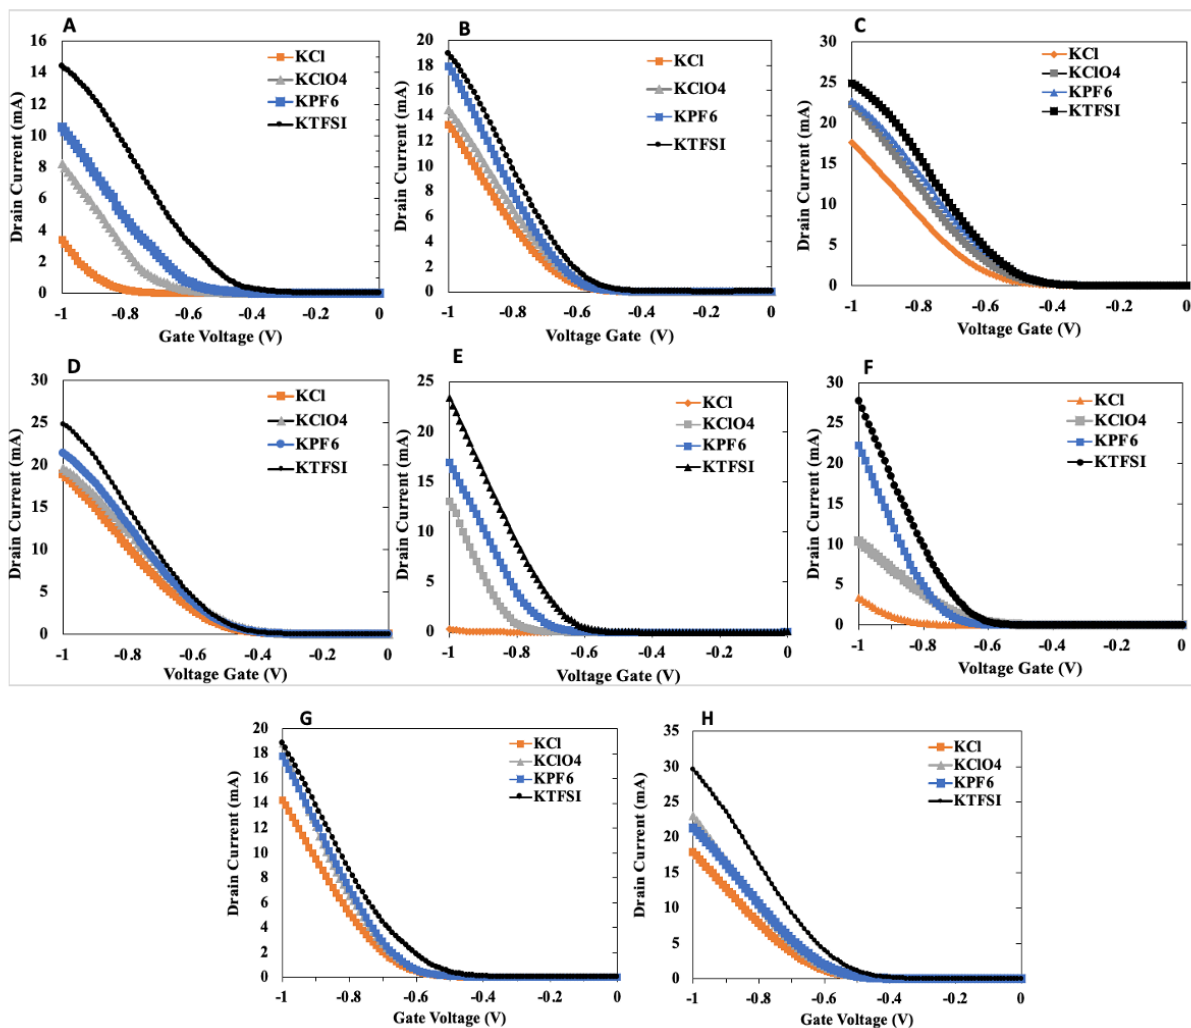 A
Drain Current (mA)
16
14
12
10
8
6
4
2
0
-1
-0.8
-0.6
-0.4
-0.2
0
Gate Voltage (V)
KCl
KClO4
KPF6
KTFSI
B
Drain Current (mA)
20
18
16
14
12
10
8
6
4
2
0
-1
-0.8
-0.6
-0.4
-0.2
0
Voltage Gate (V)
KCl
KClO4
KPF6
KTFSI
C
Drain Current (mA)
30
25
20
15
10
5
0
-1
-0.8
-0.6
-0.4
-0.2
0
Voltage Gate (V)
KCl
KClO4
KPF6
KTFSI
D
Drain Current (mA)
30
25
20
15
10
5
0
-1
-0.8
-0.6
-0.4
-0.2
0
Voltage Gate (V)
KCl
KClO4
KPF6
KTFSI
E
Drain Current (mA)
25
20
15
10
5
0
-1
-0.8
-0.6
-0.4
-0.2
0
Voltage Gate (V)
KCl
KClO4
KPF6
KTFSI
F
Drain Current (mA)
30
25
20
15
10
5
0
-1
-0.8
-0.6
-0.4
-0.2
0
Voltage Gate (V)
KCl
KClO4
KPF6
KTFSI
G
Drain Current (mA)
20
18
16
14
12
10
8
6
4
2
0
-1
-0.8
-0.6
-0.4
-0.2
0
Gate Voltage (V)
KCl
KClO4
KPF6
KTFSI
H
Drain Current (mA)
35
30
25
20
15
10
5
0
-1
-0.8
-0.6
-0.4
-0.2
0
Gate Voltage (V)
KCl
KClO4
KPF6
KTFSI